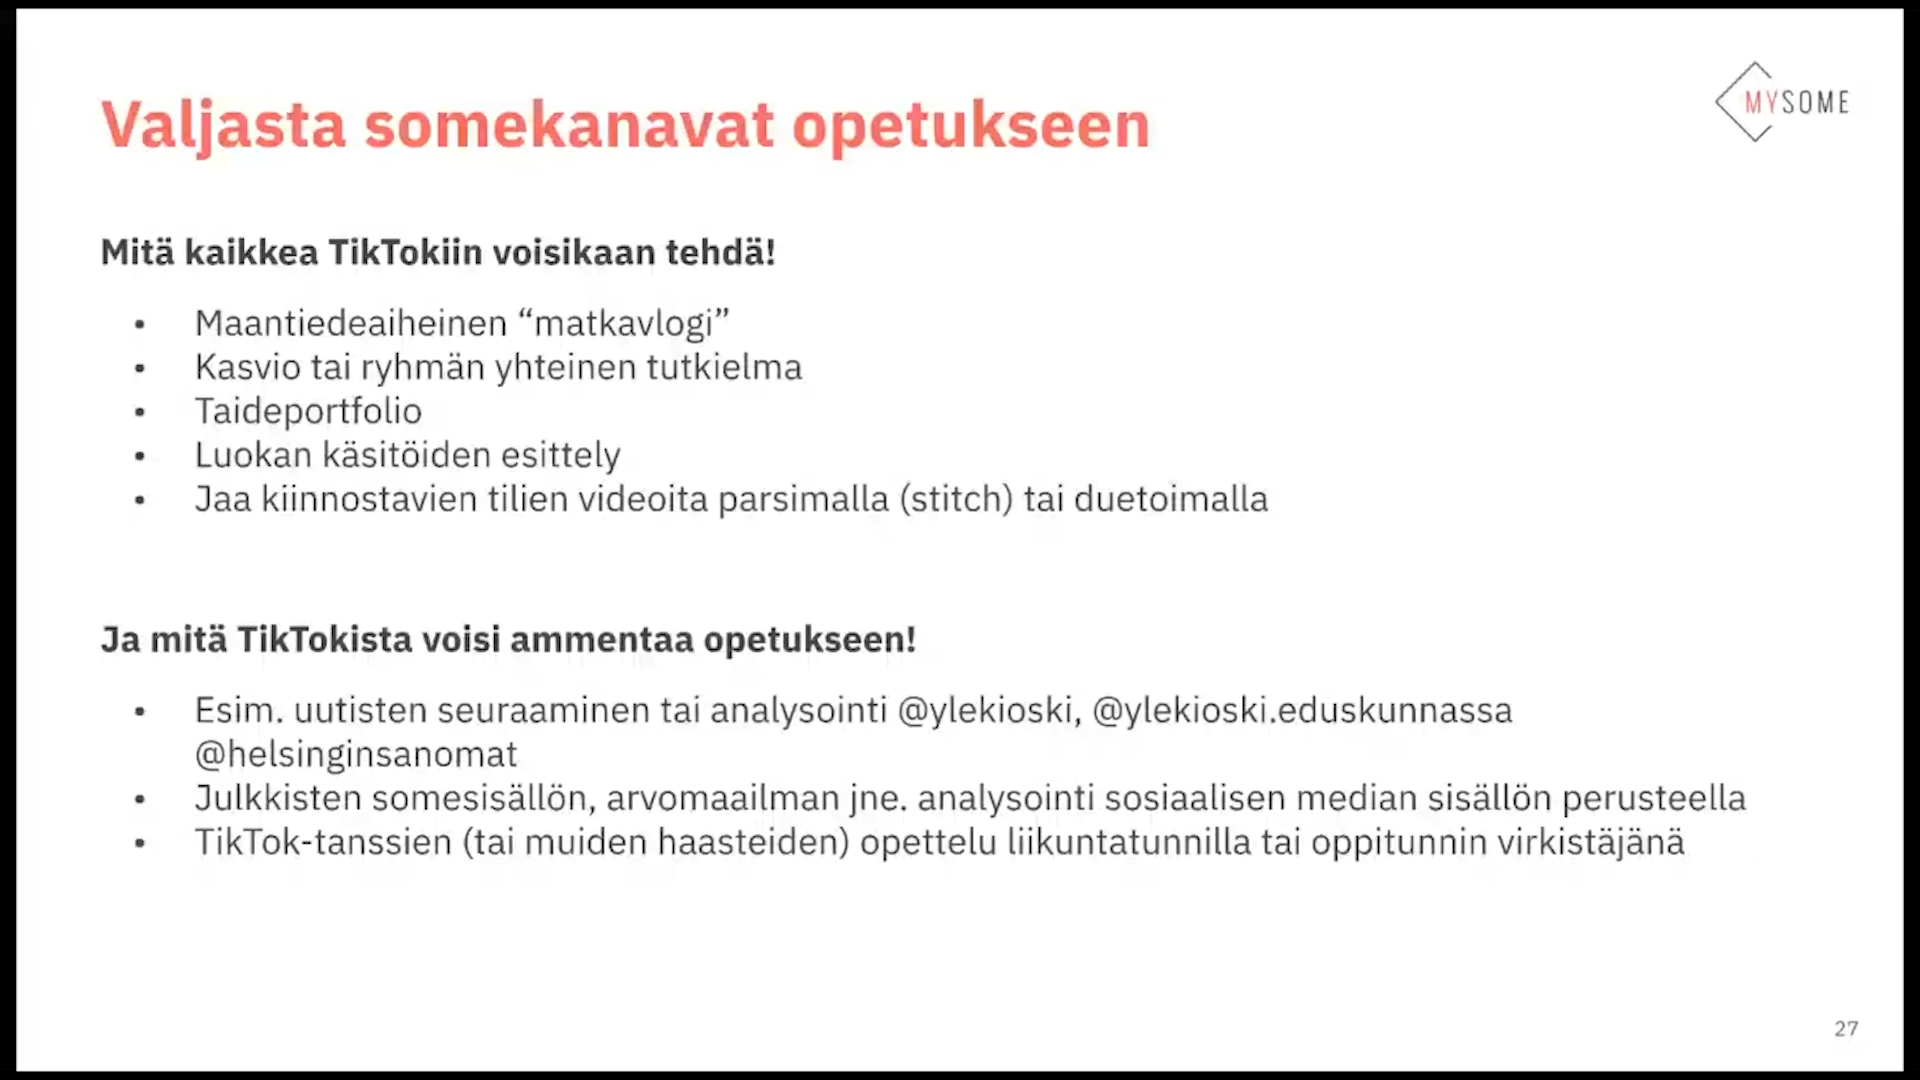 MYSOME
Valjasta somekanavat opetukseen
Mitä kaikkea TikTokiin voisikaan tehdä!
• Maantiedeaiheinen “matkavlogi”
• Kasvio tai ryhmän yhteinen tutkielma
• Taideportfolio
• Luokan käsitöiden esittely
• Jaa kiinnostavien tilien videoita parsimalla (stitch) tai duetoimalla
Ja mitä TikTokista voisi ammentaa opetukseen!
• Esim. uutisten seuraaminen tai analysointi @ylekioski, @ylekioski.eduskunnassa
@helsinginsanomat
• Julkkisten somesisällön, arvomaailman jne. analysointi sosiaalisen median sisällön perusteella
• TikTok-tanssien (tai muiden haasteiden) opettelu liikuntatunnilla tai oppitunnin virkistäjänä
27